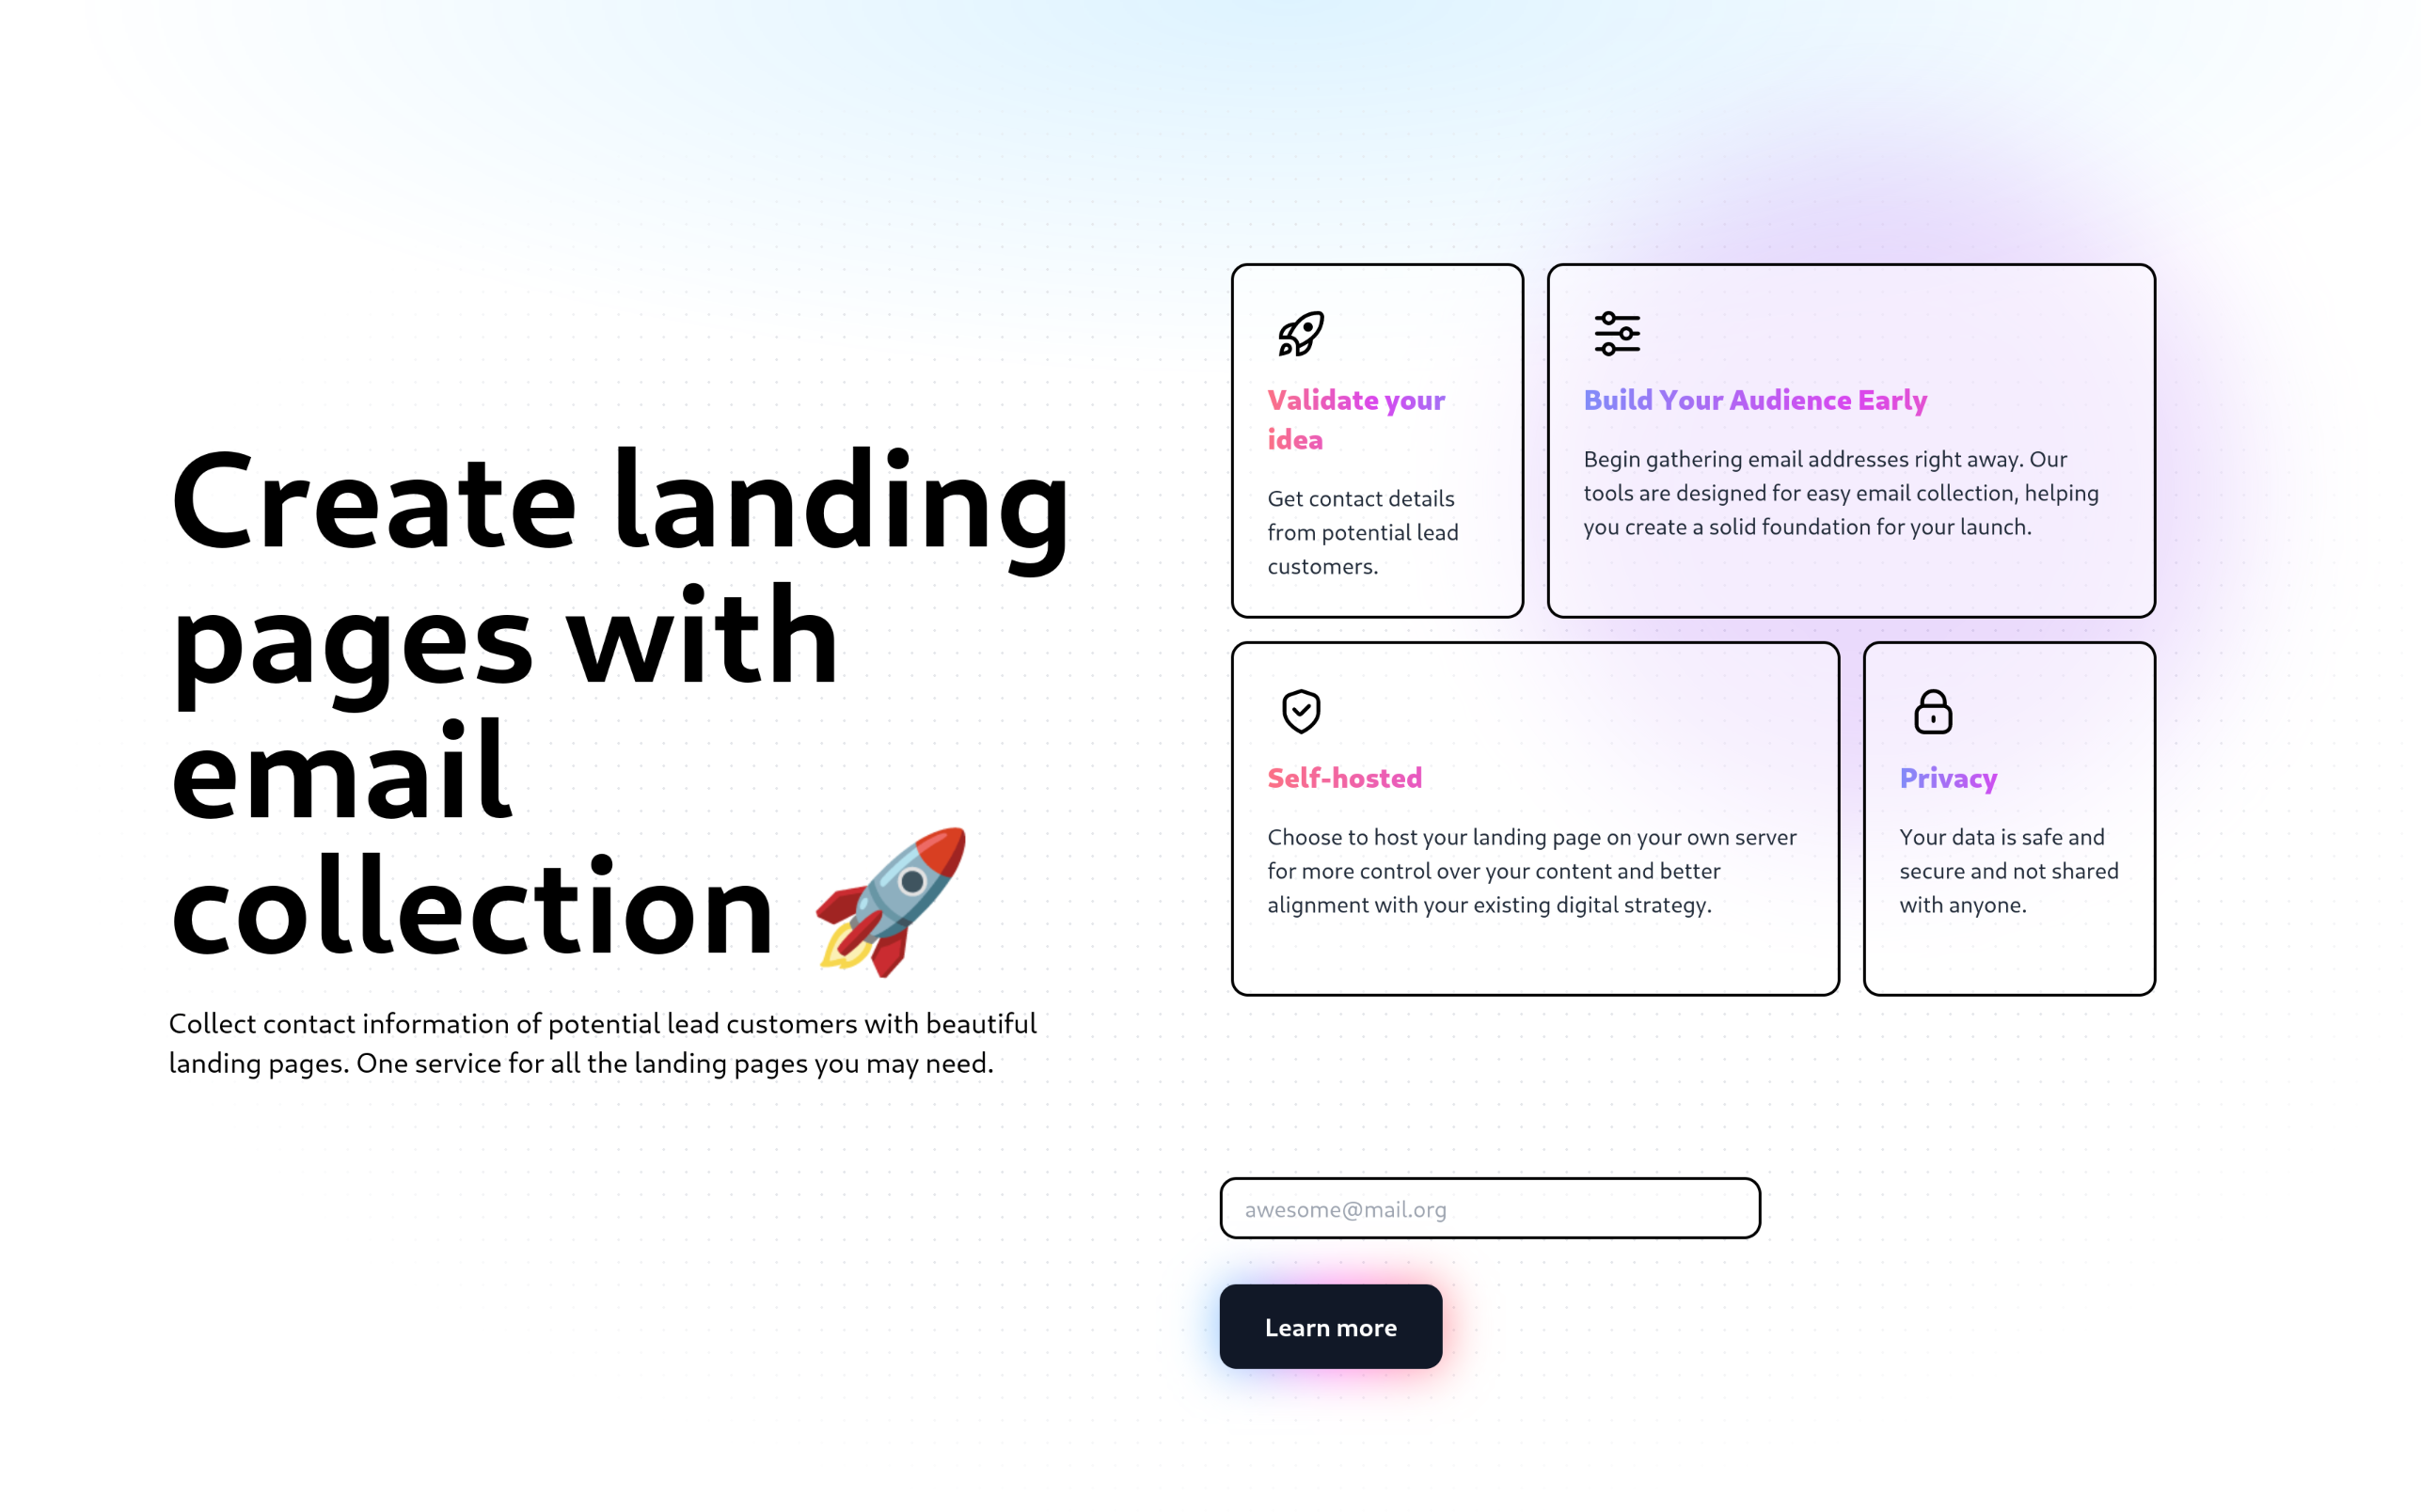 Create landing
pages with
email
collection 🚀
Collect contact information of potential lead customers with beautiful
landing pages. One service for all the landing pages you may need.
Validate your
idea
Get contact details
from potential lead
customers.
Build Your Audience Early
Begin gathering email addresses right away. Our
tools are designed for easy email collection, helping
you create a solid foundation for your launch.
Self-hosted
Choose to host your landing page on your own server
for more control over your content and better
alignment with your existing digital strategy.
Privacy
Your data is safe and
secure and not shared
with anyone.
awesome@mail.org
Learn more